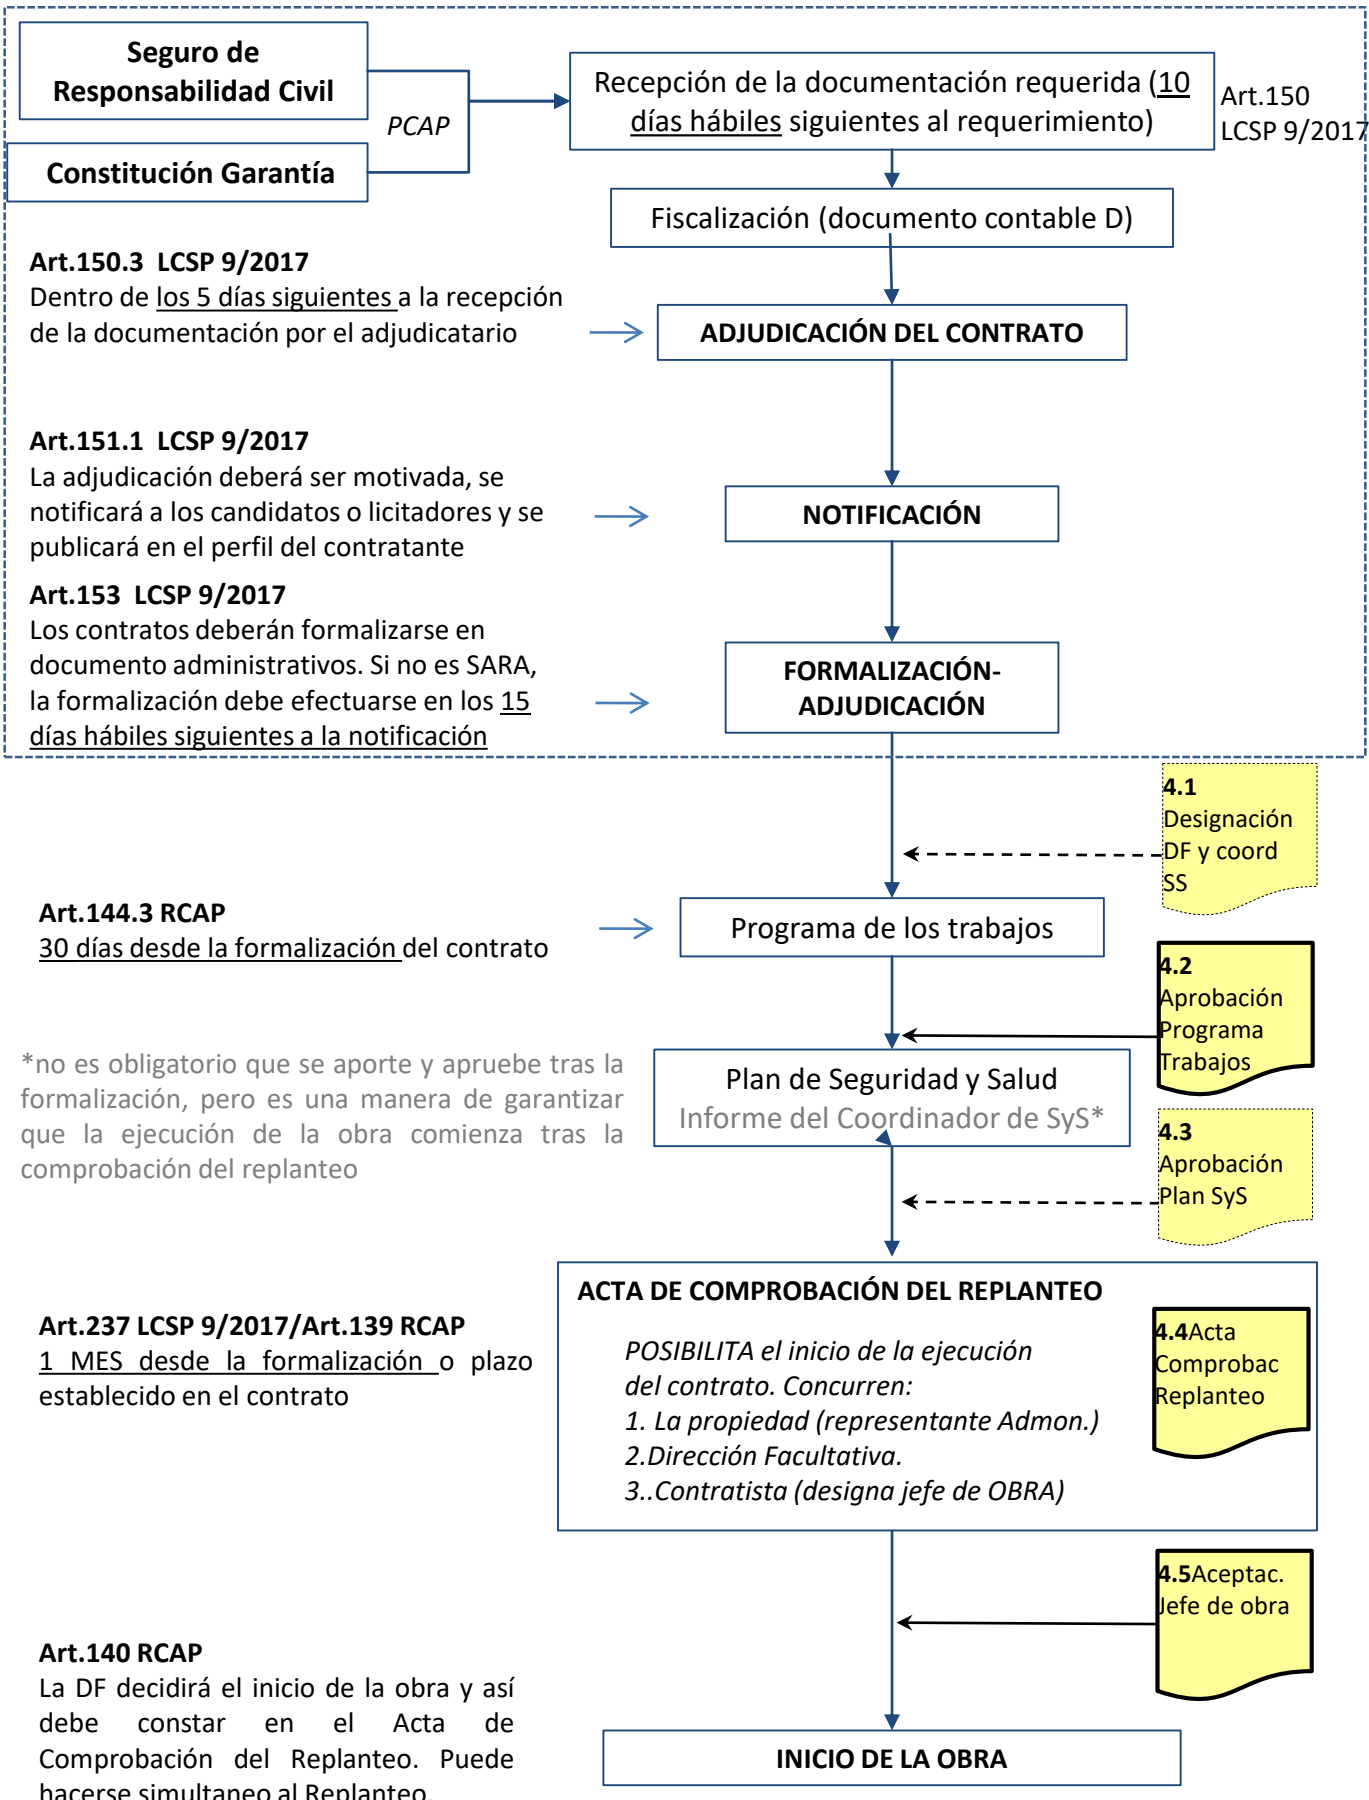 Seguro de
Responsabilidad Civil
PCAP
Constitución Garantía
Recepción de la documentación requerida (10
días hábiles siguientes al requerimiento)
Art.150
LCSP 9/2017
Fiscalización (documento contable D)
Art.150.3 LCSP 9/2017
Dentro de los 5 días siguientes a la recepción
de la documentación por el adjudicatario
ADJUDICACIÓN DEL CONTRATO
Art.151.1 LCSP 9/2017
La adjudicación deberá ser motivada, se
notificará a los candidatos o licitadores y se
publicará en el perfil del contratante
NOTIFICACIÓN
Art.153 LCSP 9/2017
Los contratos deberán formalizarse en
documento administrativos. Si no es SARA,
la formalización debe efectuarse en los 15
días hábiles siguientes a la notificación
FORMALIZACIÓN-
ADJUDICACIÓN
4.1
Designación
DF y coord
SS
Art.144.3 RCAP
30 días desde la formalización del contrato
Programa de los trabajos
4.2
Aprobación
Programa
Trabajos
*no es obligatorio que se aporte y apruebe tras la
formalización, pero es una manera de garantizar
que la ejecución de la obra comienza tras la
comprobación del replanteo
Plan de Seguridad y Salud
Informe del Coordinador de SyS*
4.3
Aprobación
Plan SyS
Art.237 LCSP 9/2017/Art.139 RCAP
1 MES desde la formalización o plazo
establecido en el contrato
ACTA DE COMPROBACIÓN DEL REPLANTEO
POSIBILITA el inicio de la ejecución
del contrato. Concurren:
1. La propiedad (representante Admon.)
2.Dirección Facultativa.
3..Contratista (designa jefe de OBRA)
4.4Acta
Comprobac
Replanteo
4.5Aceptac.
Jefe de obra
Art.140 RCAP
La DF decidirá el inicio de la obra y así
debe constar en el Acta de
Comprobación del Replanteo. Puede
hacerse simultaneo al Replanteo.
INICIO DE LA OBRA